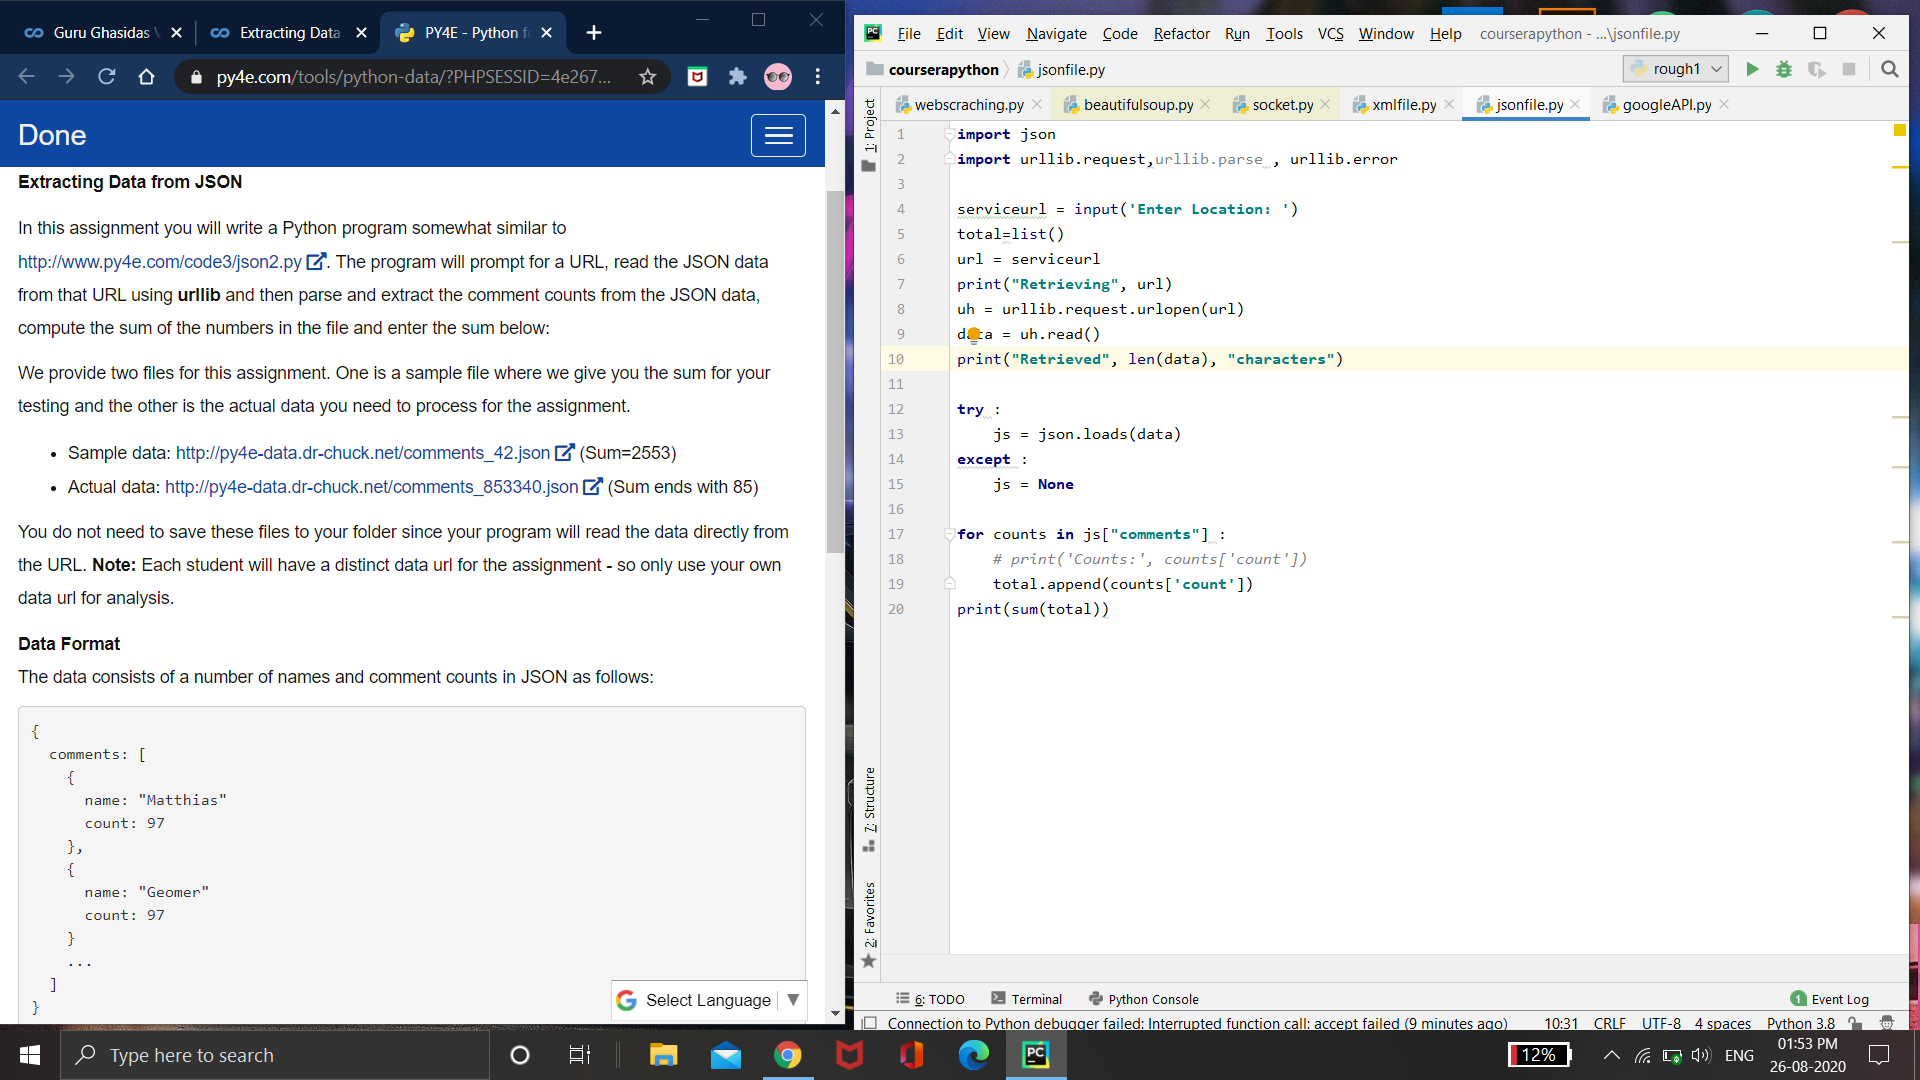 Guru Ghasidas
Extracting Data
PY4E - Python f
py4e.com/tools/python-data/?PHPSESSID=4e267...
Done
Extracting Data from JSON
In this assignment you will write a Python program somewhat similar to
http://www.py4e.com/code3/json2.py. The program will prompt for a URL, read the JSON data
from that URL using urllib and then parse and extract the comment counts from the JSON data,
compute the sum of the numbers in the file and enter the sum below:
We provide two files for this assignment. One is a sample file where we give you the sum for your
testing and the other is the actual data you need to process for the assignment.
• Sample data: http://py4e-data.dr-chuck.net/comments_42.json (Sum=2553)
• Actual data: http://py4e-data.dr-chuck.net/comments_853340.json (Sum ends with 85)
You do not need to save these files to your folder since your program will read the data directly from
the URL. Note: Each student will have a distinct data url for the assignment - so only use your own
data url for analysis.
Data Format
The data consists of a number of names and comment counts in JSON as follows:
{
comments: [
{
name: "Matthias"
count: 97
},
{
name: "Geomer"
count: 97
}
...
]
}
Select Language ▼
PC File Edit View Navigate Code Refactor Run Tools VCS Window Help courserapython - ...\jsonfile.py
courserapython jsonfile.py
rough1
webscraching.py beautifulsoup.py socket.py xmlfile.py jsonfile.py googleAPI.py
1: Project
7: Structure
2: Favorites
1 import json
2 import urllib.request,urllib.parse , urllib.error
3
4 serviceurl = input('Enter Location: ')
5 total=list()
6 url = serviceurl
7 print("Retrieving", url)
8 uh = urllib.request.urlopen(url)
9 data = uh.read()
10 print("Retrieved", len(data), "characters")
11
12 try :
13 js = json.loads(data)
14 except :
15 js = None
16
17 for counts in js["comments"] :
18 # print('Counts:', counts['count'])
19 total.append(counts['count'])
20 print(sum(total))
6: TODO Terminal Python Console 1 Event Log
Connection to Python debugger failed: Interrupted function call: accept failed (9 minutes ago) 10:31 CRLF UTF-8 4 spaces Python 3.8
Type here to search
PC
12%
ENG
01:53 PM
26-08-2020